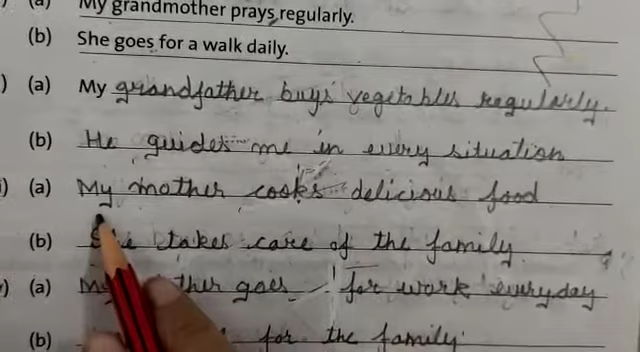 (a) My grandmother prays regularly.
(b) She goes for a walk daily.
) (a) My grandfather buys vegetables regularly.
(b) He guides me in every situation
) (a) My mother cooks delicious food
(b) She takes care of the family.
) (a) goes for work everyday
(b) for the family.